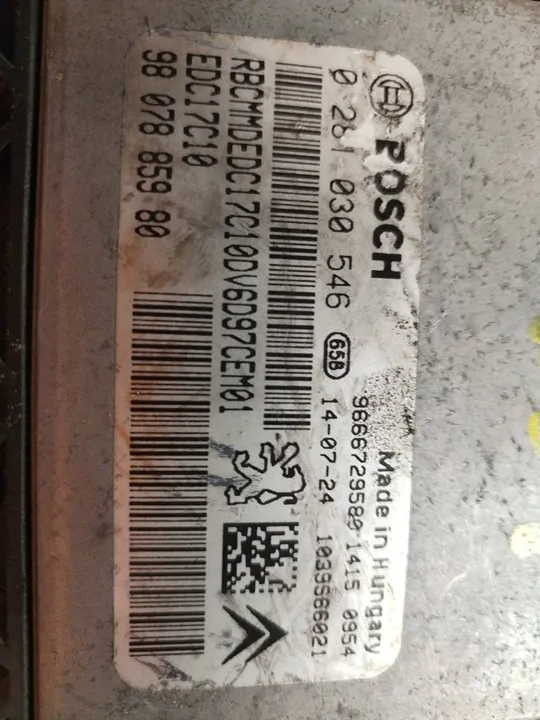 BOSCH
Made in Hungary
9666729580 1415 0954
0 281 030 546 65B 14-07-24 1039S66021
RBCMMDEDC17C10DV6D97CEM01
EDC17C10
98 078 859 80